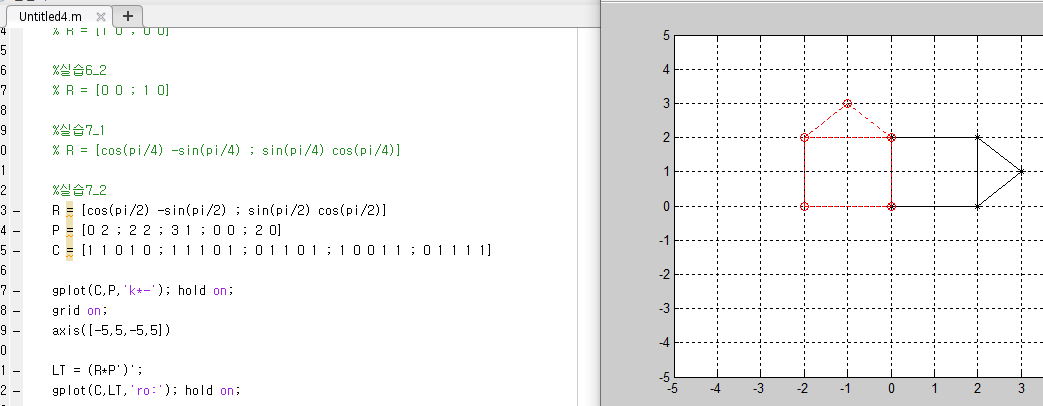 Untitled4.m
4 % R = [1 0 ; 0 0]
5
6 %실습6_2
7 % R = [0 0 ; 1 0]
8
9 %실습7_1
0 % R = [cos(pi/4) -sin(pi/4) ; sin(pi/4) cos(pi/4)]
1
2 %실습7_2
3 – R = [cos(pi/2) -sin(pi/2) ; sin(pi/2) cos(pi/2)]
4 – P = [0 2 ; 2 2 ; 3 1 ; 0 0 ; 2 0]
5 – C = [1 1 0 1 0 ; 1 1 1 0 1 ; 0 1 1 0 1 ; 1 0 0 1 1 ; 0 1 1 1 1]
6
7 – gplot(C,P,'k*-'); hold on;
8 – grid on;
9 – axis([-5,5,-5,5])
0
1 – LT = (R*P')';
2 – gplot(C,LT,'ro:'); hold on;
5
4
3
2
1
0
-1
-2
-3
-4
-5
-5 -4 -3 -2 -1 0 1 2 3